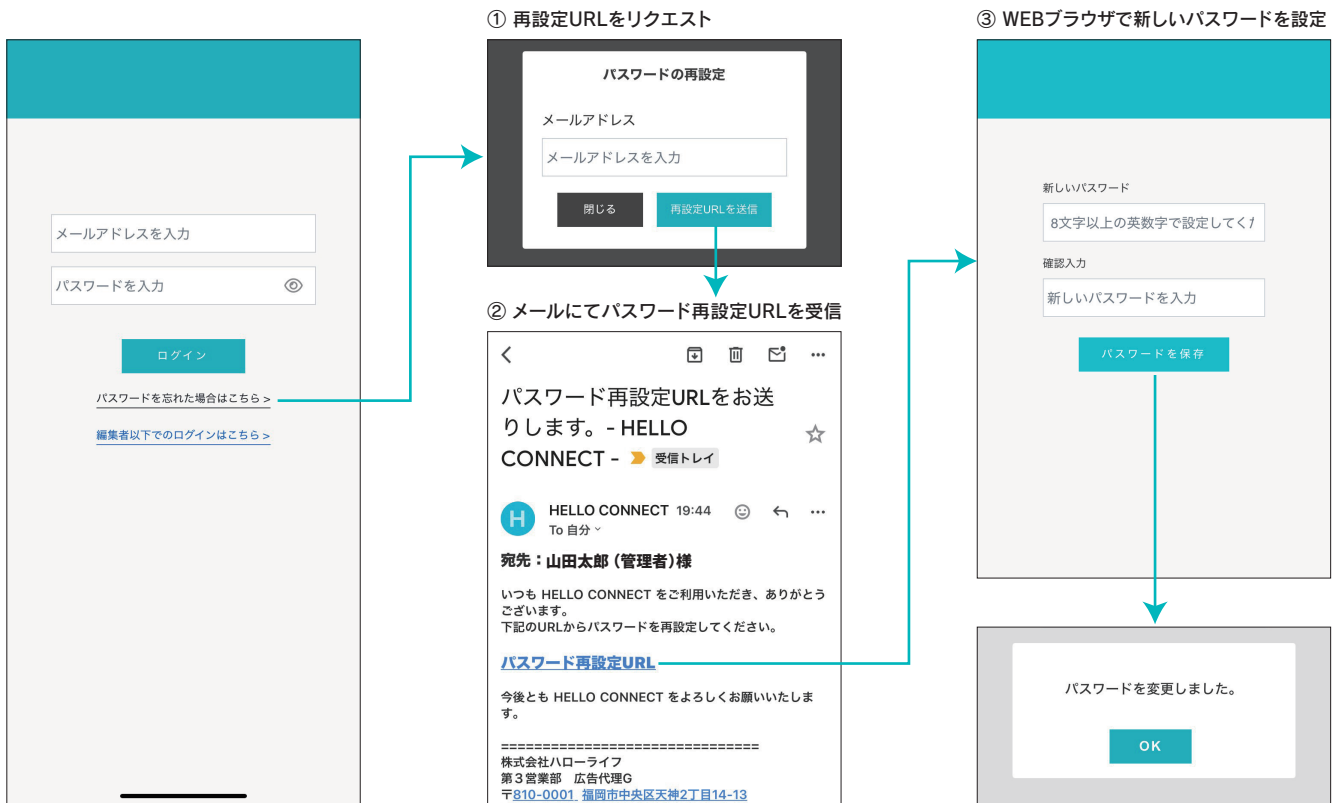 メールアドレスを入力
パスワードを入力
ログイン
パスワードを忘れた場合はこちら >
編集者以下でのログインはこちら >
① 再設定URLをリクエスト
パスワードの再設定
メールアドレス
メールアドレスを入力
閉じる
再設定URLを送信
② メールにてパスワード再設定URLを受信
パスワード再設定URLをお送
りします。- HELLO
CONNECT - 受信トレイ
H
HELLO CONNECT 19:44
To 自分
宛先：山田太郎（管理者）様
いつも HELLO CONNECT をご利用いただき、ありがとう
ございます。
下記のURLからパスワードを再設定してください。
パスワード再設定URL
今後とも HELLO CONNECT をよろしくお願いいたしま
す。
===============================
株式会社ハローライフ
第３営業部　広告代理G
〒810-0001 福岡市中央区天神2丁目14-13
③ WEBブラウザで新しいパスワードを設定
新しいパスワード
8文字以上の英数字で設定してくだ
確認入力
新しいパスワードを入力
パスワードを保存
パスワードを変更しました。
OK